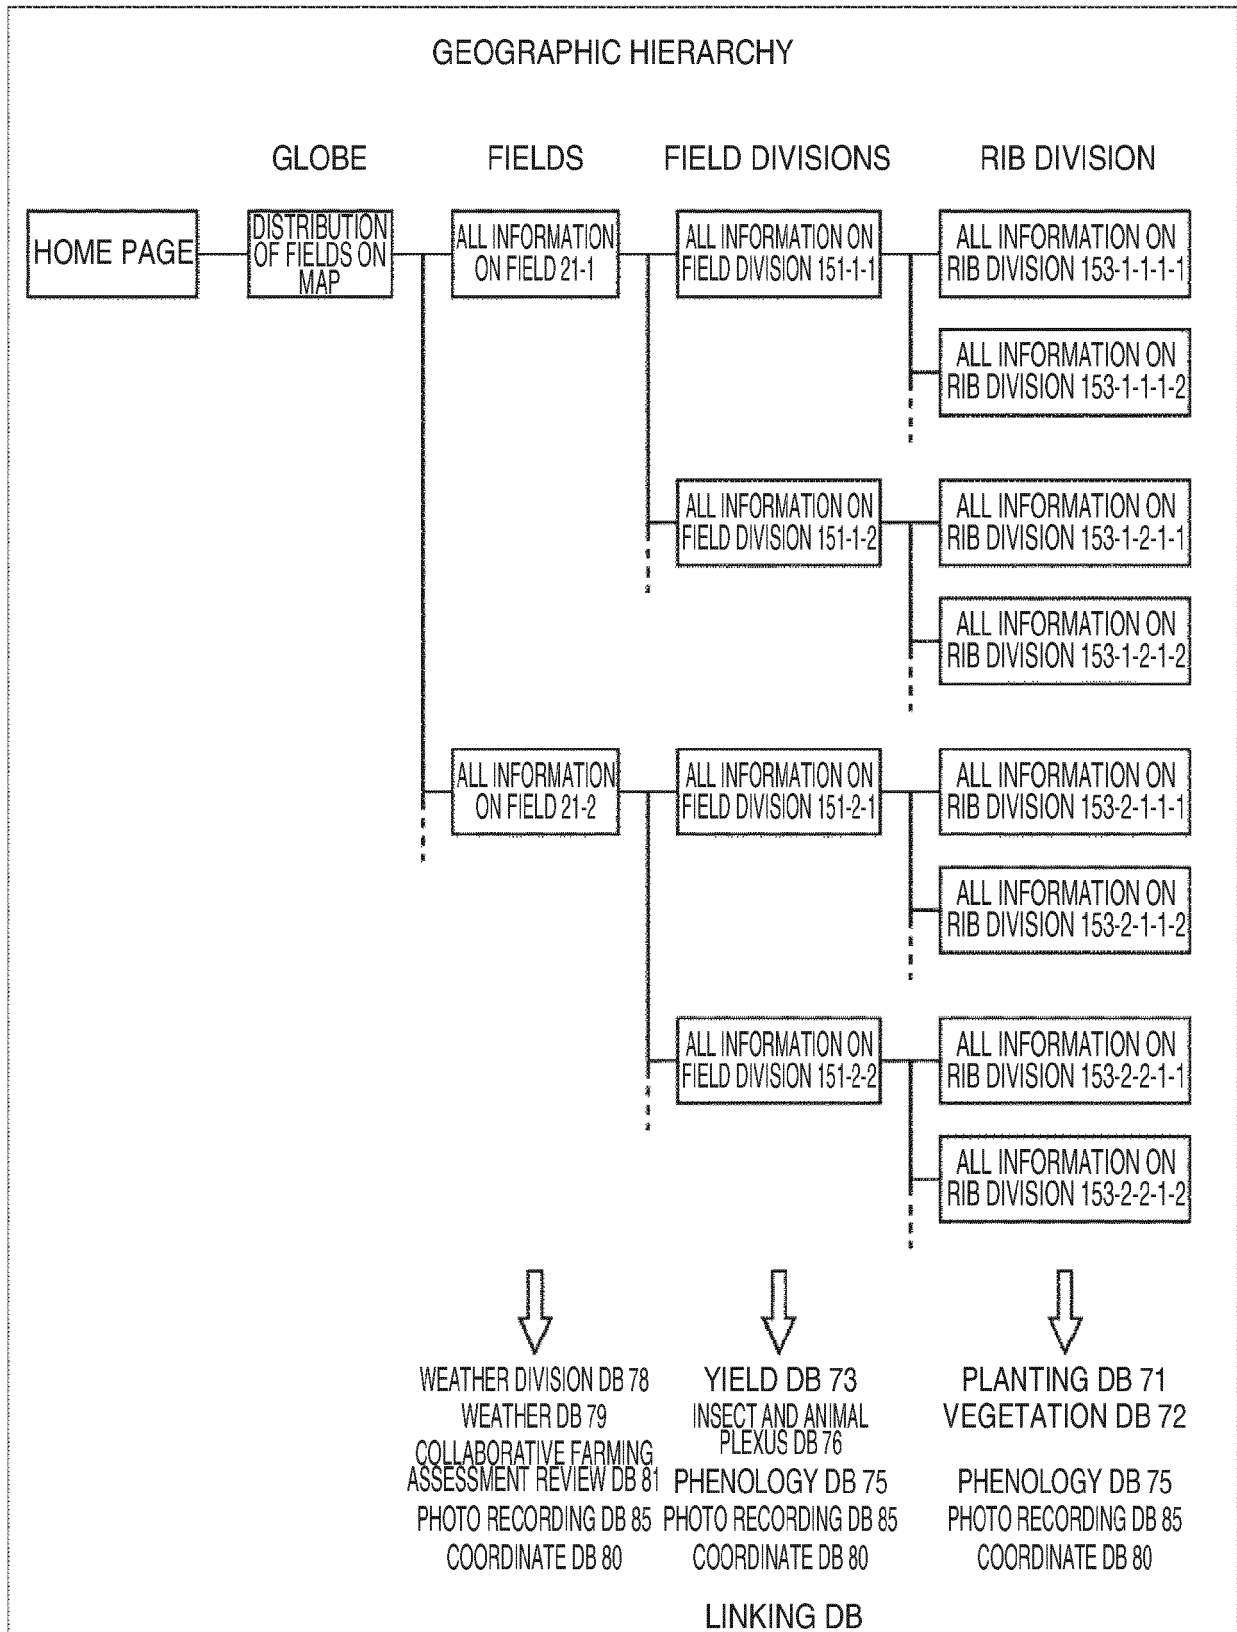 GEOGRAPHIC HIERARCHY
GLOBE
FIELDS
FIELD DIVISIONS
RIB DIVISION
HOME PAGE
DISTRIBUTION
OF FIELDS ON
MAP
ALL INFORMATION
ON FIELD 21-1
ALL INFORMATION ON
FIELD DIVISION 151-1-1
ALL INFORMATION ON
RIB DIVISION 153-1-1-1-1
ALL INFORMATION ON
RIB DIVISION 153-1-1-1-2
ALL INFORMATION ON
FIELD DIVISION 151-1-2
ALL INFORMATION ON
RIB DIVISION 153-1-2-1-1
ALL INFORMATION ON
RIB DIVISION 153-1-2-1-2
ALL INFORMATION
ON FIELD 21-2
ALL INFORMATION ON
FIELD DIVISION 151-2-1
ALL INFORMATION ON
RIB DIVISION 153-2-1-1-1
ALL INFORMATION ON
RIB DIVISION 153-2-1-1-2
ALL INFORMATION ON
FIELD DIVISION 151-2-2
ALL INFORMATION ON
RIB DIVISION 153-2-2-1-1
ALL INFORMATION ON
RIB DIVISION 153-2-2-1-2
WEATHER DIVISION DB 78
WEATHER DB 79
COLLABORATIVE FARMING
ASSESSMENT REVIEW DB 81
PHOTO RECORDING DB 85
COORDINATE DB 80
YIELD DB 73
INSECT AND ANIMAL
PLEXUS DB 76
PHENOLOGY DB 75
PHOTO RECORDING DB 85
COORDINATE DB 80
PLANTING DB 71
VEGETATION DB 72
PHENOLOGY DB 75
PHOTO RECORDING DB 85
COORDINATE DB 80
LINKING DB